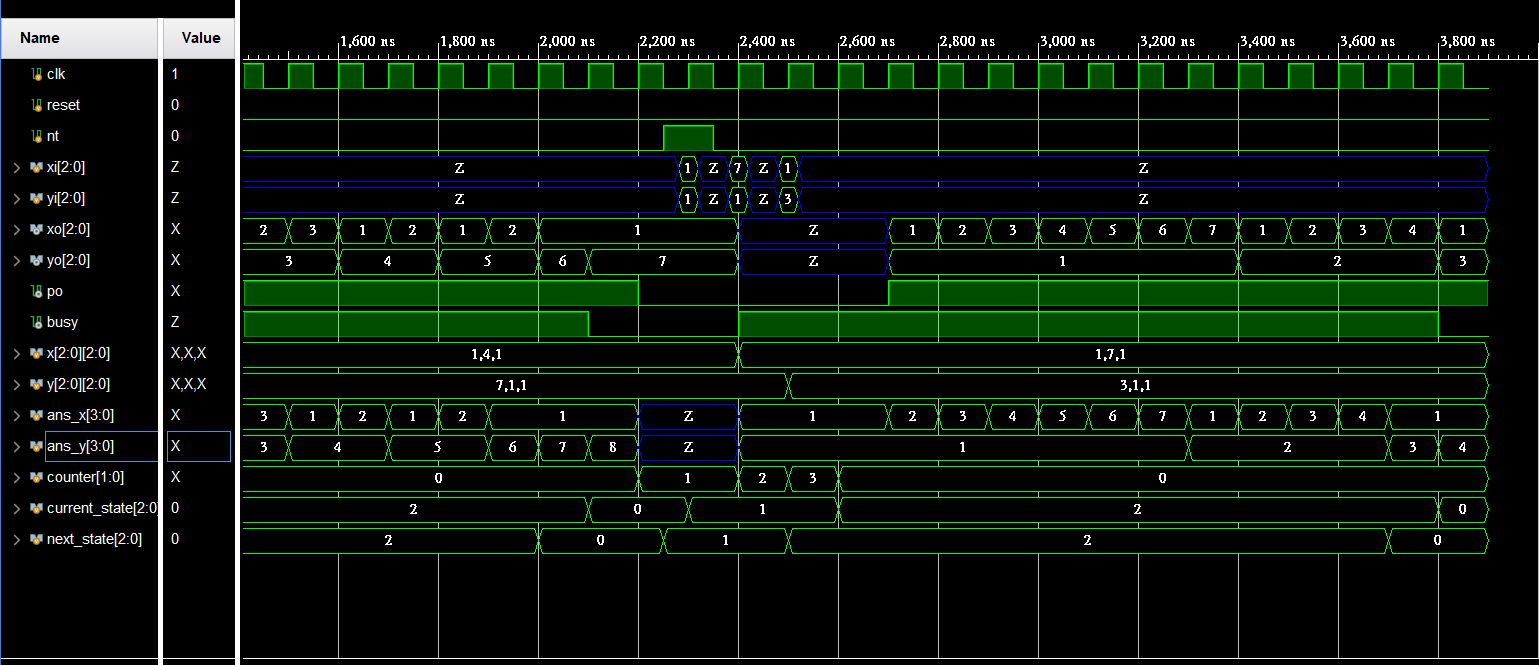 Name Value 1,600 ns 1,800 ns 2,000 ns 2,200 ns 2,400 ns 2,600 ns 2,800 ns 3,000 ns 3,200 ns 3,400 ns 3,600 ns 3,800 ns
clk 1
reset 0
nt 0
xi[2:0] Z Z 1 Z 7 Z 1 Z
yi[2:0] Z Z 1 Z 1 Z 3 Z
xo[2:0] X 2 3 1 2 1 2 1 Z 1 2 3 4 5 6 7 1 2 3 4 1
yo[2:0] X 3 4 5 6 7 Z 1 2 3
po X
busy Z
x[2:0][2:0] X,X,X 1,4,1 1,7,1
y[2:0][2:0] X,X,X 7,1,1 3,1,1
ans_x[3:0] X 3 1 2 1 2 1 Z 1 2 3 4 5 6 7 1 2 3 4 1
ans_y[3:0] X 3 4 5 6 7 8 Z 1 2 3 4
counter[1:0] X 0 1 2 3 0
current_state[2:0] 0 2 0 1 2 0
next_state[2:0] 0 2 0 1 2 0